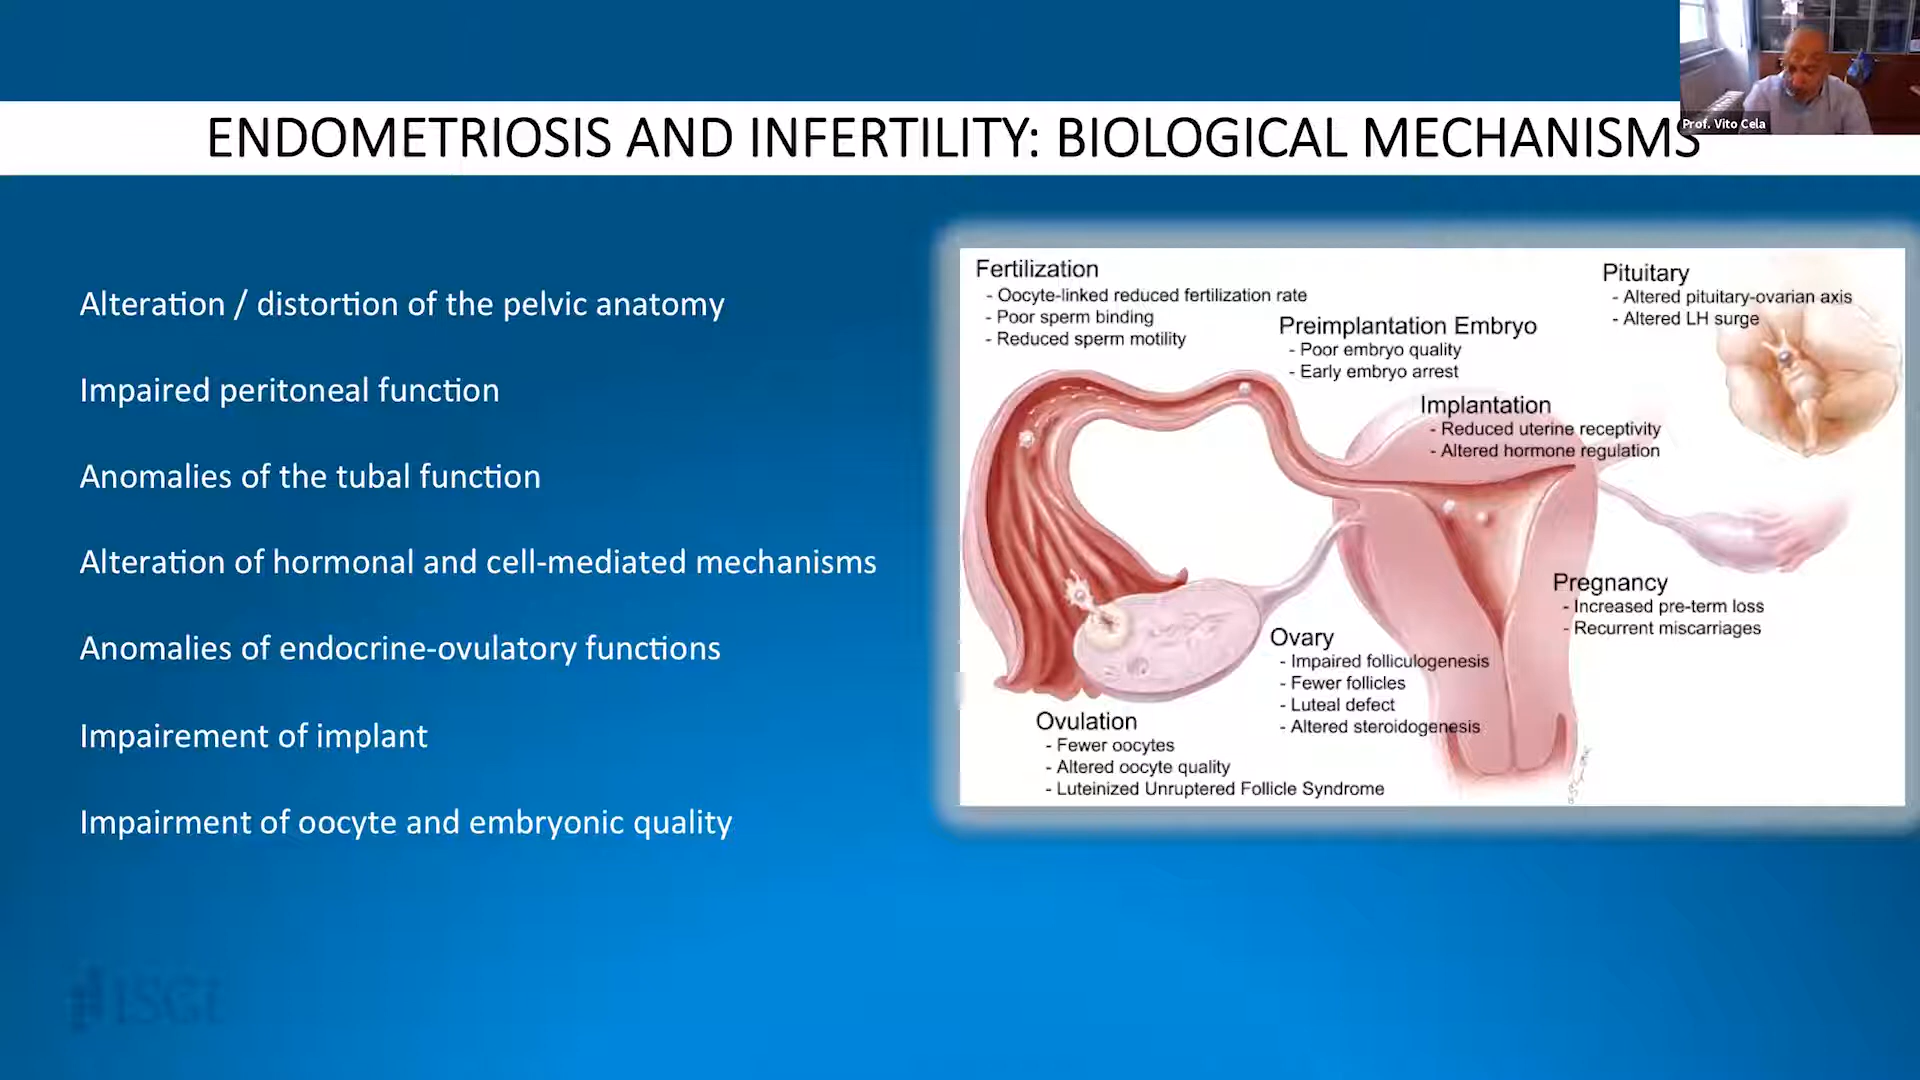 Prof. Vito Cela
ENDOMETRIOSIS AND INFERTILITY: BIOLOGICAL MECHANISMS
Alteration / distortion of the pelvic anatomy
Impaired peritoneal function
Anomalies of the tubal function
Alteration of hormonal and cell-mediated mechanisms
Anomalies of endocrine-ovulatory functions
Impairement of implant
Impairment of oocyte and embryonic quality
Fertilization
- Oocyte-linked reduced fertilization rate
- Poor sperm binding
- Reduced sperm motility
Preimplantation Embryo
- Poor embryo quality
- Early embryo arrest
Pituitary
- Altered pituitary-ovarian axis
- Altered LH surge
Implantation
- Reduced uterine receptivity
- Altered hormone regulation
Pregnancy
- Increased pre-term loss
- Recurrent miscarriages
Ovary
- Impaired folliculogenesis
- Fewer follicles
- Luteal defect
- Altered steroidogenesis
Ovulation
- Fewer oocytes
- Altered oocyte quality
- Luteinized Unruptered Follicle Syndrome